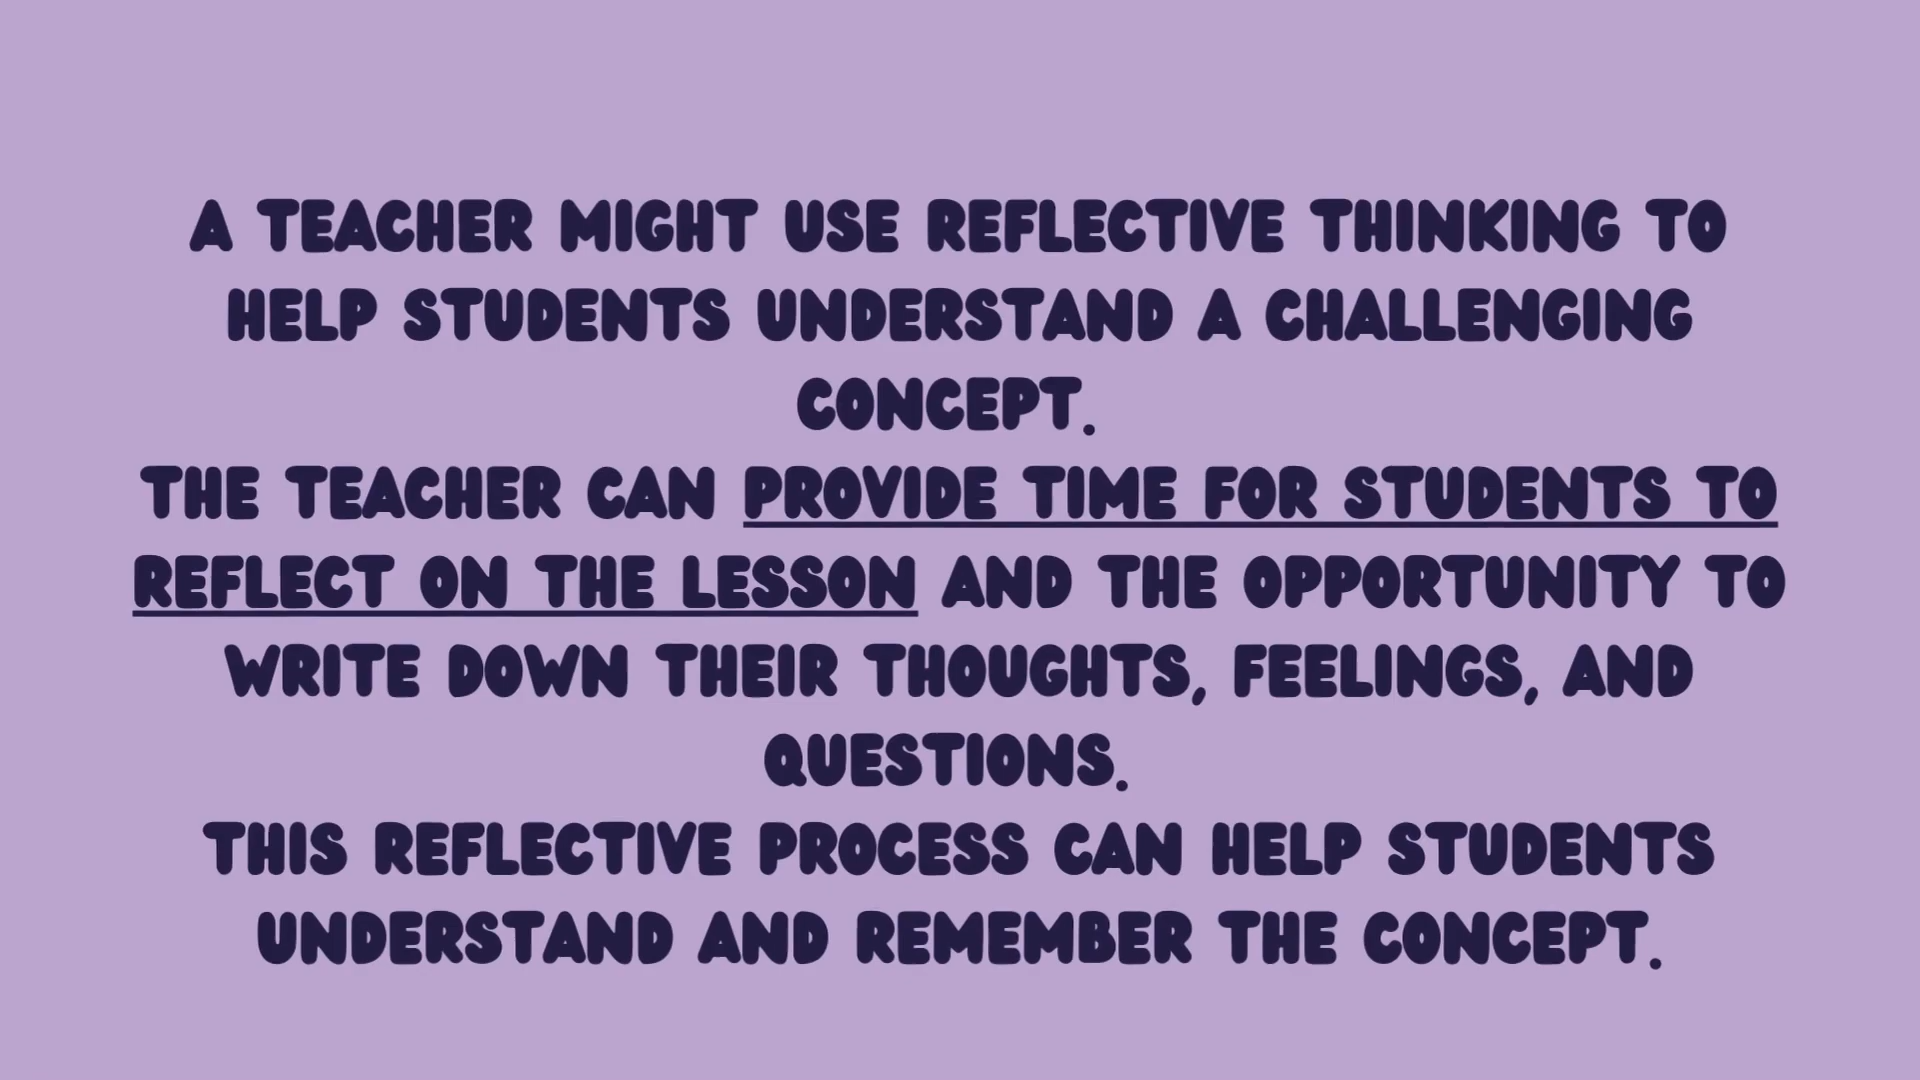 A TEACHER MIGHT USE REFLECTIVE THINKING TO
HELP STUDENTS UNDERSTAND A CHALLENGING
CONCEPT.
THE TEACHER CAN PROVIDE TIME FOR STUDENTS TO
REFLECT ON THE LESSON AND THE OPPORTUNITY TO
WRITE DOWN THEIR THOUGHTS, FEELINGS, AND
QUESTIONS.
THIS REFLECTIVE PROCESS CAN HELP STUDENTS
UNDERSTAND AND REMEMBER THE CONCEPT.